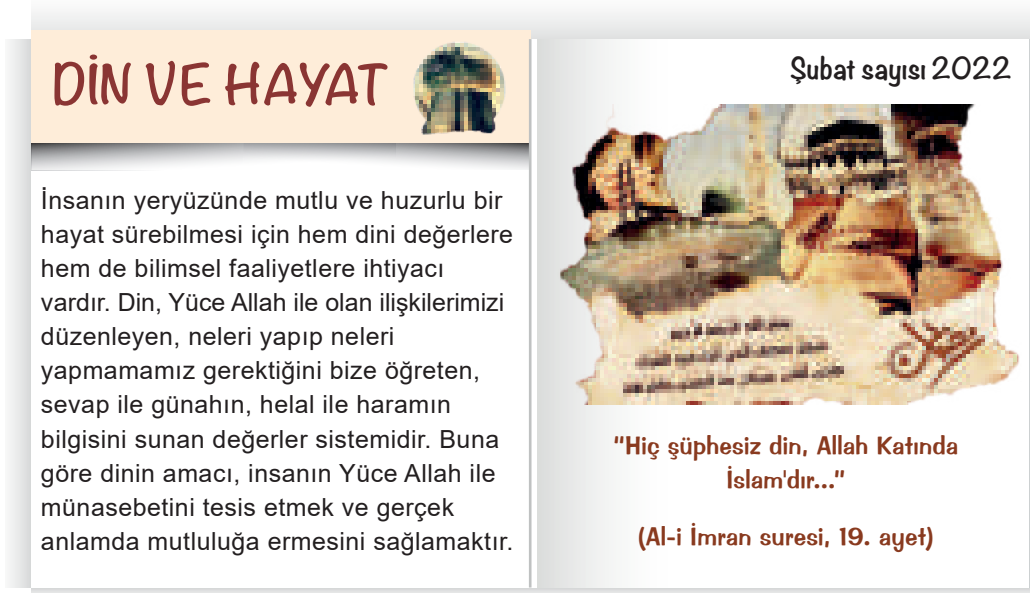 DİN VE HAYAT
İnsanın yeryüzünde mutlu ve huzurlu bir
hayat sürebilmesi için hem dini değerlere
hem de bilimsel faaliyetlere ihtiyacı
vardır. Din, Yüce Allah ile olan ilişkilerimizi
düzenleyen, neleri yapıp neleri
yapmamamız gerektiğini bize öğreten,
sevap ile günahın, helal ile haramın
bilgisini sunan değerler sistemidir. Buna
göre dinin amacı, insanın Yüce Allah ile
münasebetini tesis etmek ve gerçek
anlamda mutluluğa ermesini sağlamaktır.
Şubat sayısı 2022
"Hiç şüphesiz din, Allah Katında
İslam'dır..."
(Al-i İmran suresi, 19. ayet)